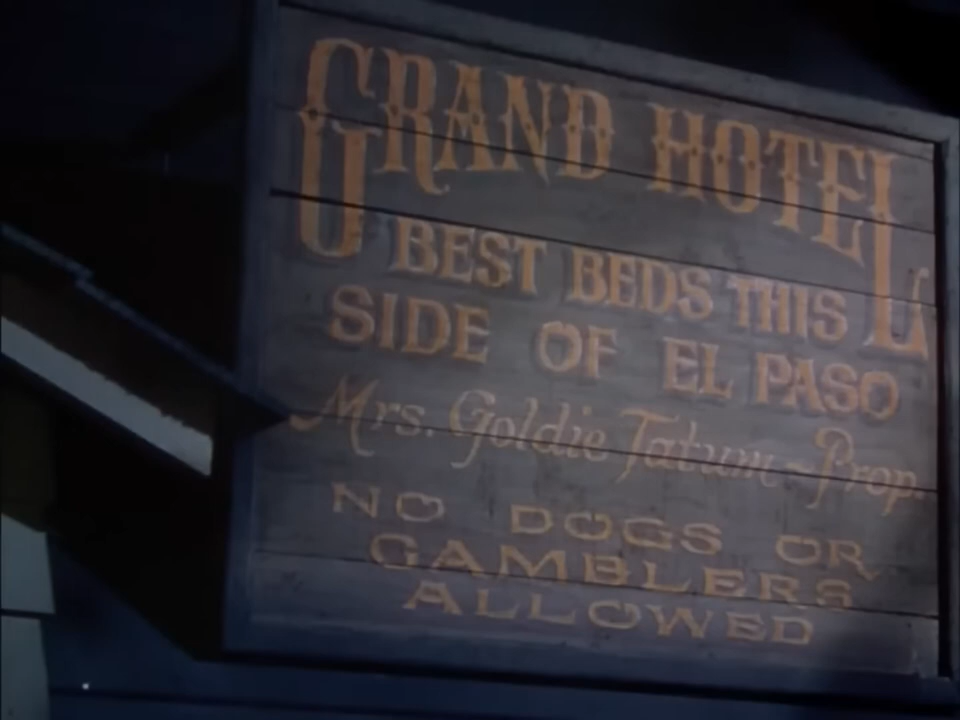 GRAND HOTEL
BEST BEDS THIS
SIDE OF EL PASO
Mrs. Goldie Tatum - Prop.
NO DOGS OR
GAMBLERS
ALLOWED